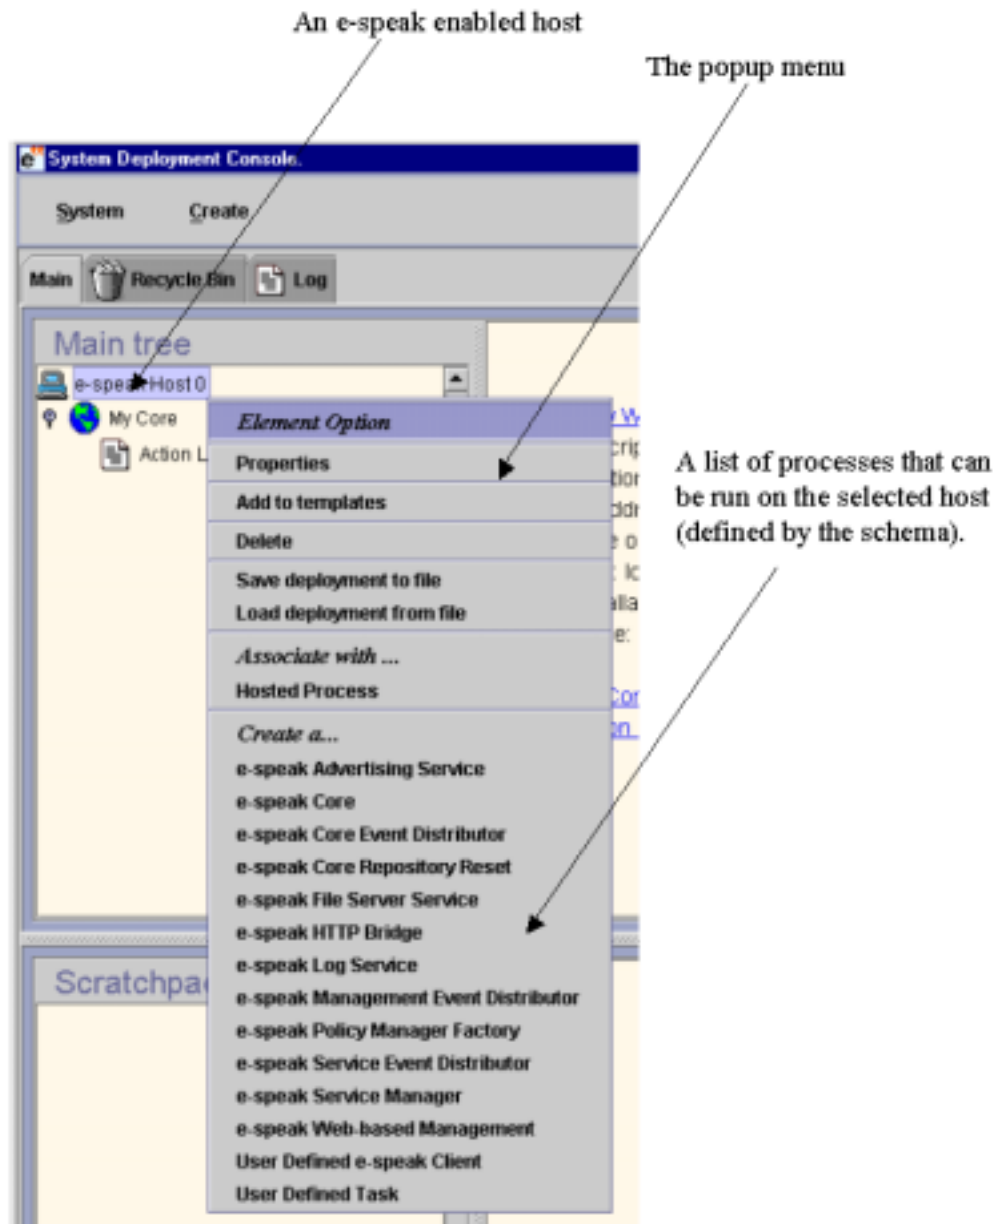 An e-speak enabled host
The popup menu
System Deployment Console.
System Create
Main Recycle Bin Log
Main tree
e-speak Host 0
My Core
Action L
Element Option
Properties
Add to templates
Delete
Save deployment to file
Load deployment from file
Associate with ...
Hosted Process
Create a...
e-speak Advertising Service
e-speak Core
e-speak Core Event Distributor
e-speak Core Repository Reset
e-speak File Server Service
e-speak HTTP Bridge
e-speak Log Service
e-speak Management Event Distributor
e-speak Policy Manager Factory
e-speak Service Event Distributor
e-speak Service Manager
e-speak Web-based Management
User Defined e-speak Client
User Defined Task
Scratchpa
A list of processes that can
be run on the selected host
(defined by the schema).